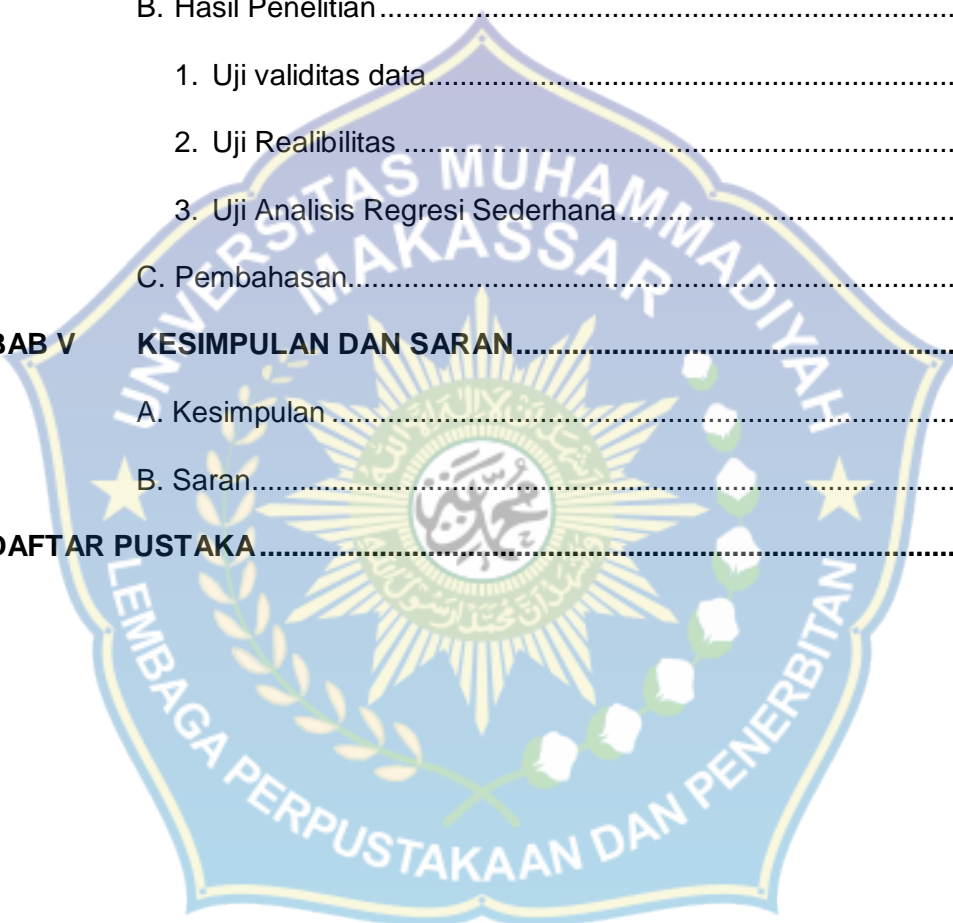 B. Hasil Penelitian
1. Uji validitas data
2. Uji Realibilitas
3. Uji Analisis Regresi Sederhana
C. Pembahasan
BAB V KESIMPULAN DAN SARAN
A. Kesimpulan
B. Saran
DAFTAR PUSTAKA
UNIVERSITAS MUHAMMADIYAH
MAKASSAR
محمد
LEMBAGA PERPUSTAKAAN DAN PENERBITAN